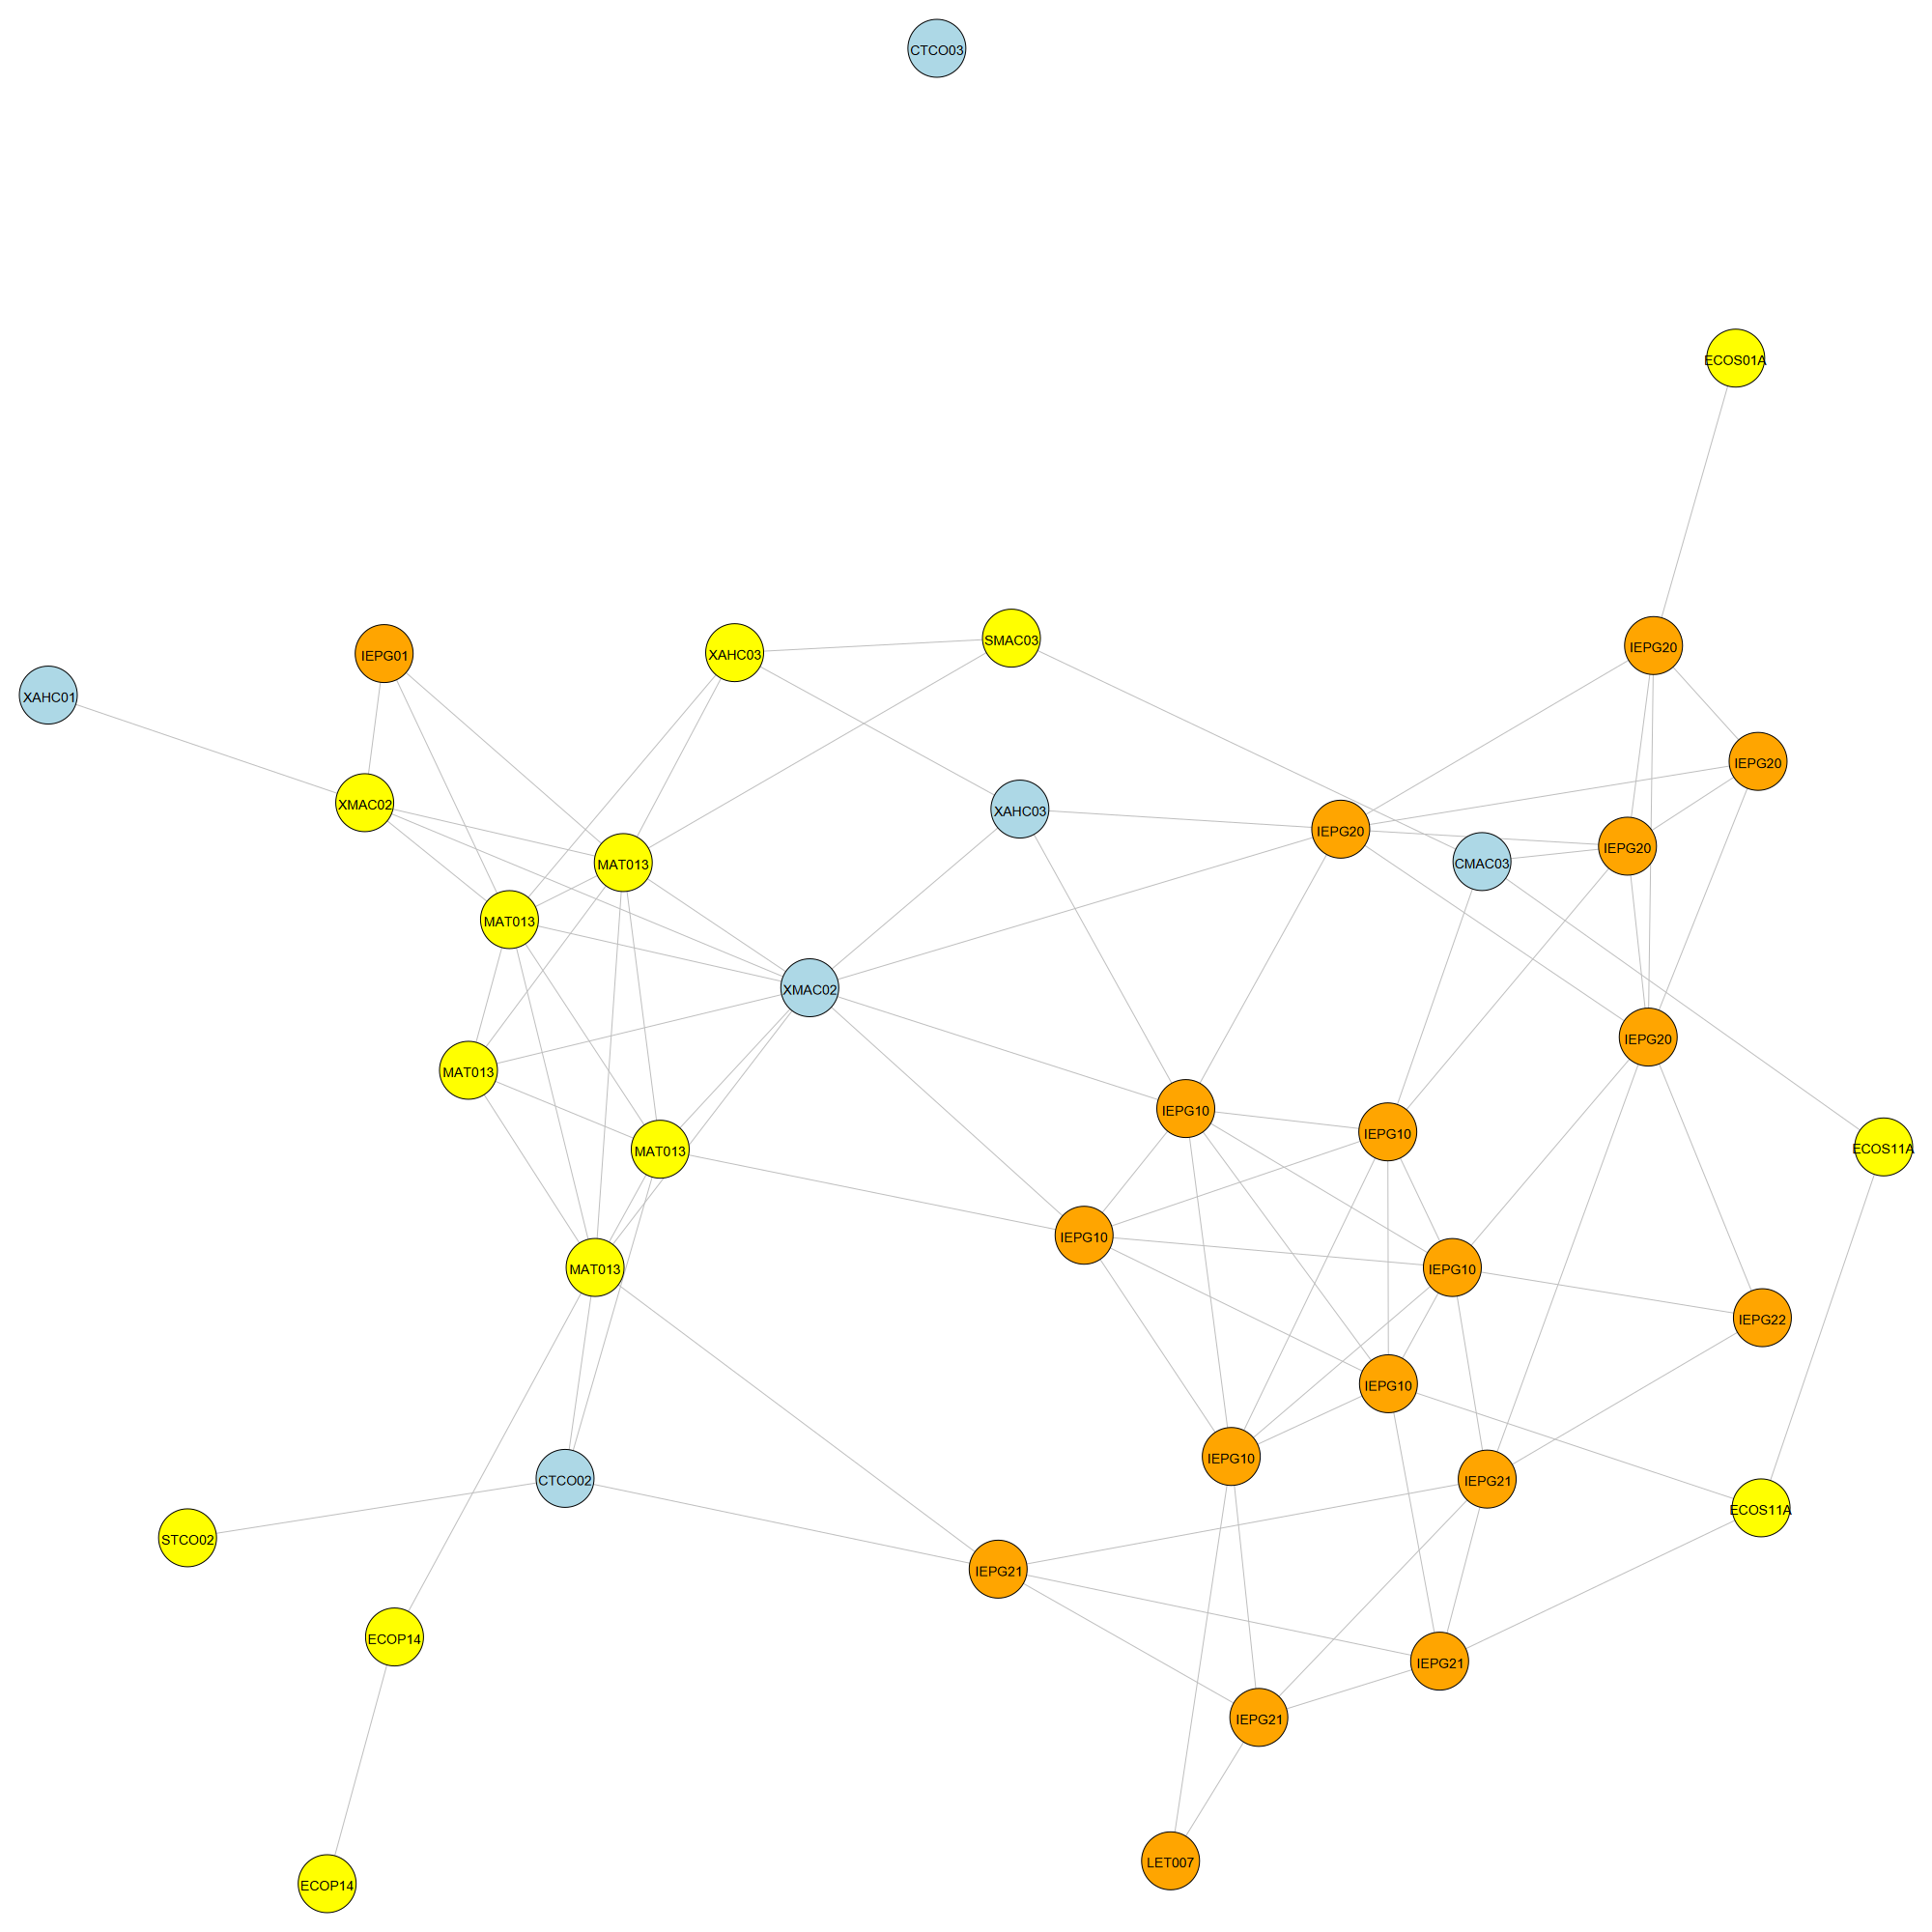 CTCO03
ECOS01A
SMAC03
IEPG20
XAHC03
IEPG01
XAHC01
IEPG20
XMAC02
XAHC03
IEPG20
IEPG20
MAT013
CMAC03
MAT013
XMAC02
IEPG20
MAT013
IEPG10
IEPG10
ECOS11A
MAT013
IEPG10
MAT013
IEPG10
IEPG22
IEPG10
IEPG10
CTCO02
IEPG21
ECOS11A
STCO02
IEPG21
ECOP14
IEPG21
IEPG21
LET007
ECOP14